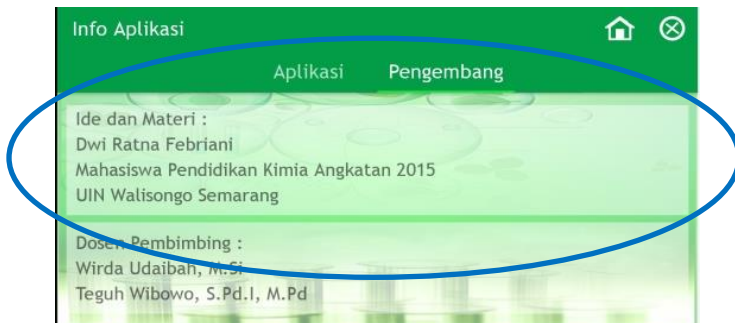 Info Aplikasi
Aplikasi Pengembang
Ide dan Materi :
Dwi Ratna Febriani
Mahasiswa Pendidikan Kimia Angkatan 2015
UIN Walisongo Semarang
Dosen Pembimbing :
Wirda Udaibah, M.Si
Teguh Wibowo, S.Pd.I, M.Pd